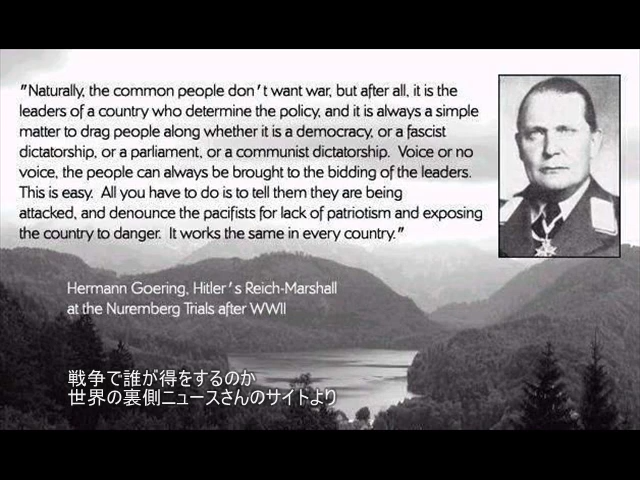 "Naturally, the common people don't want war, but after all, it is the
leaders of a country who determine the policy, and it is always a simple
matter to drag people along whether it is a democracy, or a fascist
dictatorship, or a parliament, or a communist dictatorship.  Voice or no
voice, the people can always be brought to the bidding of the leaders.
This is easy.  All you have to do is to tell them they are being
attacked, and denounce the pacifists for lack of patriotism and exposing
the country to danger.  It works the same in every country."
Hermann Goering, Hitler's Reich-Marshall
at the Nuremberg Trials after WWII
戦争で誰が得をするのか
世界の裏側ニュースさんのサイトより